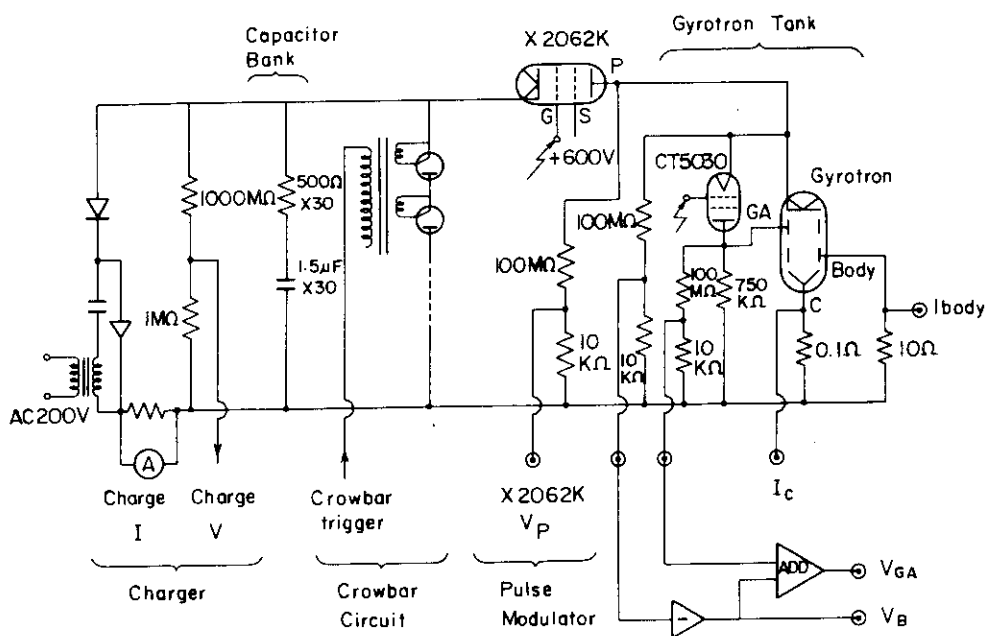 Capacitor
Bank
X2062K
Gyrotron Tank
P
G
S
+600V
CT5030
Gyrotron
1000MΩ
500Ω
X30
100MΩ
GA
Body
1.5μF
X30
100MΩ
100
MΩ
750
KΩ
C
Ibody
1MΩ
10
KΩ
10
KΩ
10
KΩ
0.1Ω
10Ω
AC200V
A
Charge
I
Charge
V
Crowbar
trigger
X2062K
VP
IC
Charger
Crowbar
Circuit
Pulse
Modulator
ADD
VGA
-
VB